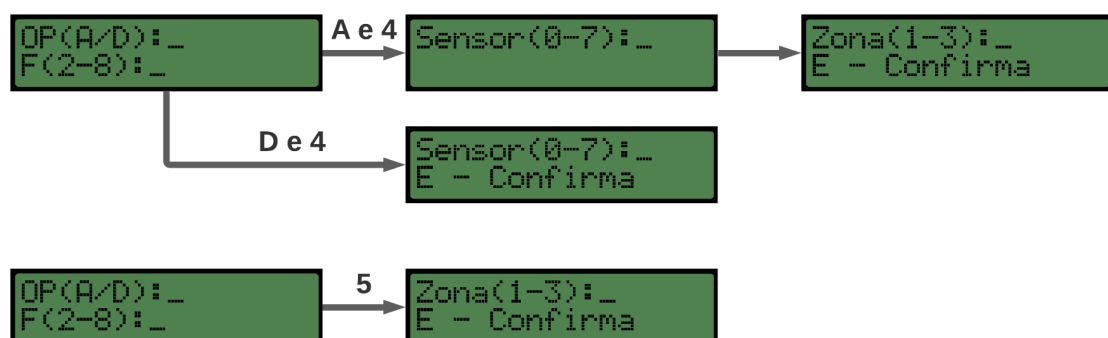 OP(A/D):_
F(2-8):_
A e 4
Sensor(0-7):_
Zona(1-3):_
E - Confirma
D e 4
Sensor(0-7):_
E - Confirma
OP(A/D):_
F(2-8):_
5
Zona(1-3):_
E - Confirma